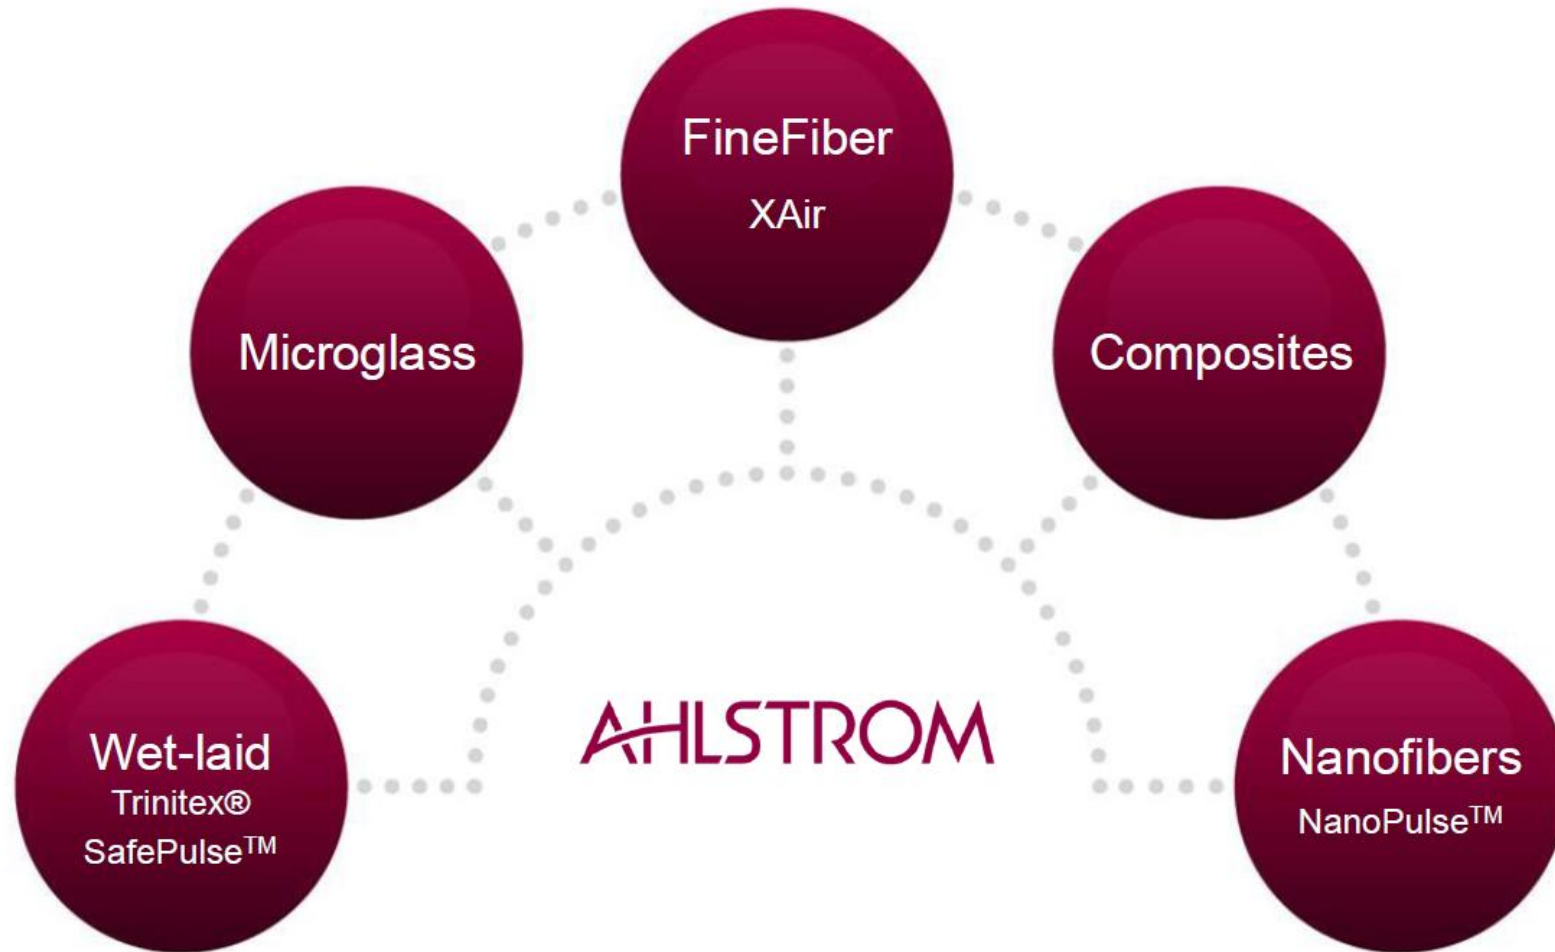 FineFiber
XAir
Microglass
Composites
Wet-laid
Trinitex®
SafePulse™
AHLSTROM
Nanofibers
NanoPulse™